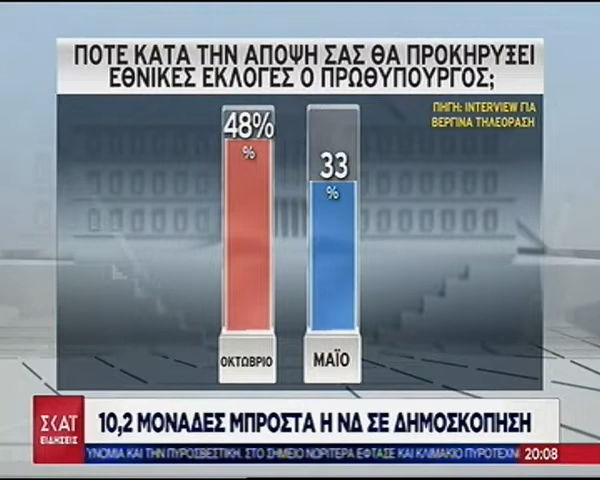 ΠΟΤΕ ΚΑΤΑ ΤΗΝ ΑΠΟΨΗ ΣΑΣ ΘΑ ΠΡΟΚΗΡΥΞΕΙ
ΕΘΝΙΚΕΣ ΕΚΛΟΓΕΣ Ο ΠΡΩΘΥΠΟΥΡΓΟΣ;
ΠΗΓΗ: INTERVIEW ΓΙΑ
ΒΕΡΓΙΝΑ ΤΗΛΕΟΡΑΣΗ
48%
%
33
%
ΟΚΤΩΒΡΙΟ
ΜΑΪΟ
ΣΚΑΪ
ΕΙΔΗΣΕΙΣ
10,2 ΜΟΝΑΔΕΣ ΜΠΡΟΣΤΑ Η ΝΔ ΣΕ ΔΗΜΟΣΚΟΠΗΣΗ
ΥΝΟΜΙΑ ΚΑΙ ΤΗΝ ΠΥΡΟΣΒΕΣΤΙΚΗ. ΣΤΟ ΣΗΜΕΙΟ ΝΩΡΙΤΕΡΑ ΕΦΤΑΣΕ ΚΑΙ ΚΛΙΜΑΚΙΟ ΠΥΡΟΤΕΧΝ
20:08